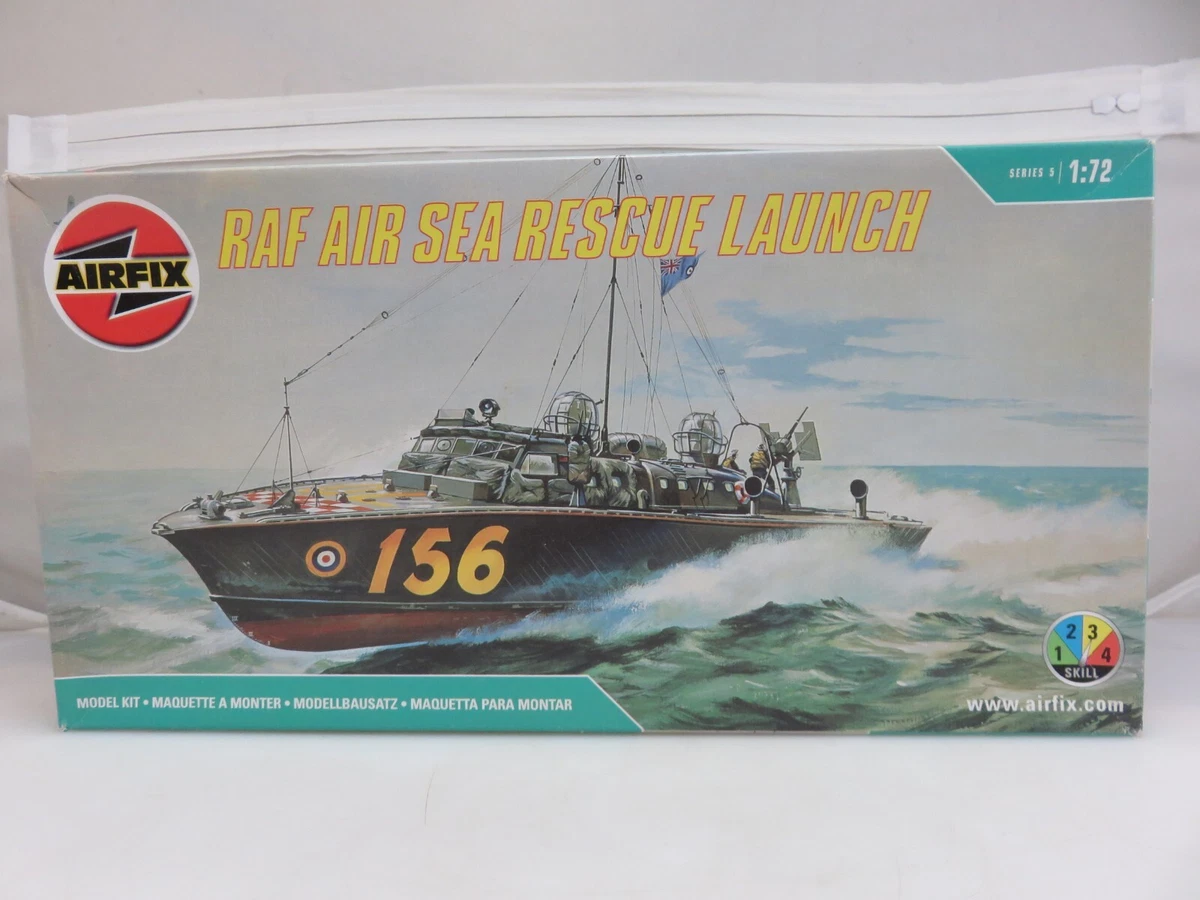 SERIES 5 | 1:72
AIRFIX
RAF AIR SEA RESCUE LAUNCH
156
2 3
1 4
SKILL
MODEL KIT • MAQUETTE A MONTER • MODELLBAUSATZ • MAQUETTA PARA MONTAR
www.airfix.com